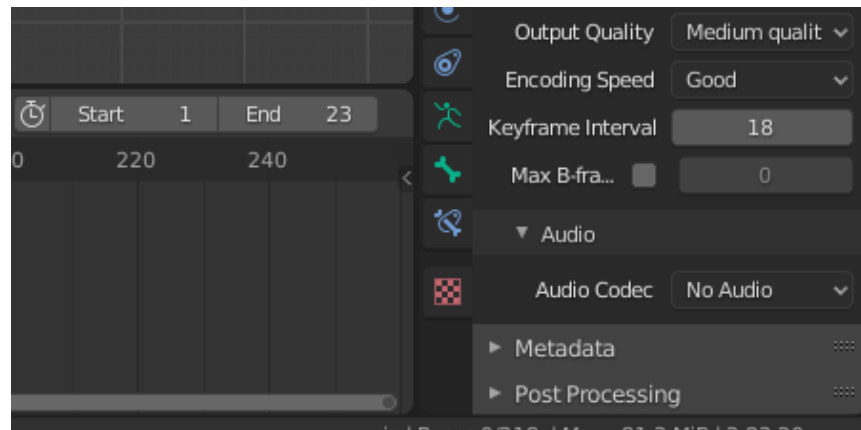 Output Quality Medium qualit
Encoding Speed Good
Start 1 End 23
Keyframe Interval 18
220 240
Max B-fra... 0
Audio
Audio Codec No Audio
Metadata
Post Processing